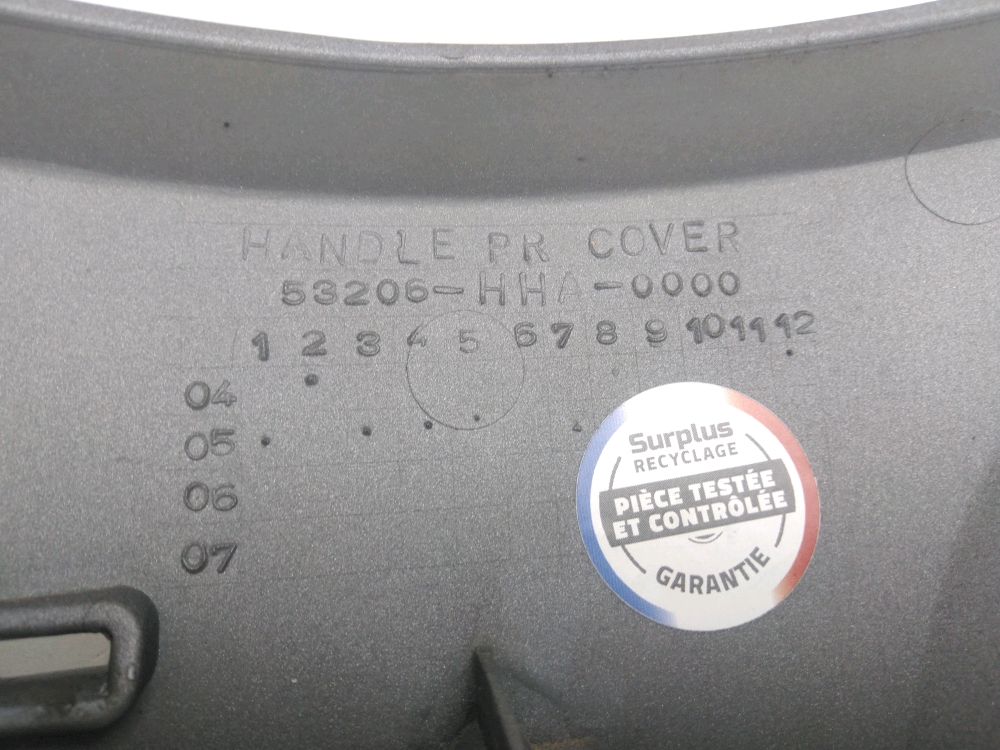 HANDLE PR COVER
53206-HHA-0000
1 2 3 4 5 6 7 8 9 10 11 12
04
05
06
07
Surplus
RECYCLAGE
PIÈCE TESTÉE
ET CONTRÔLÉE
GARANTIE